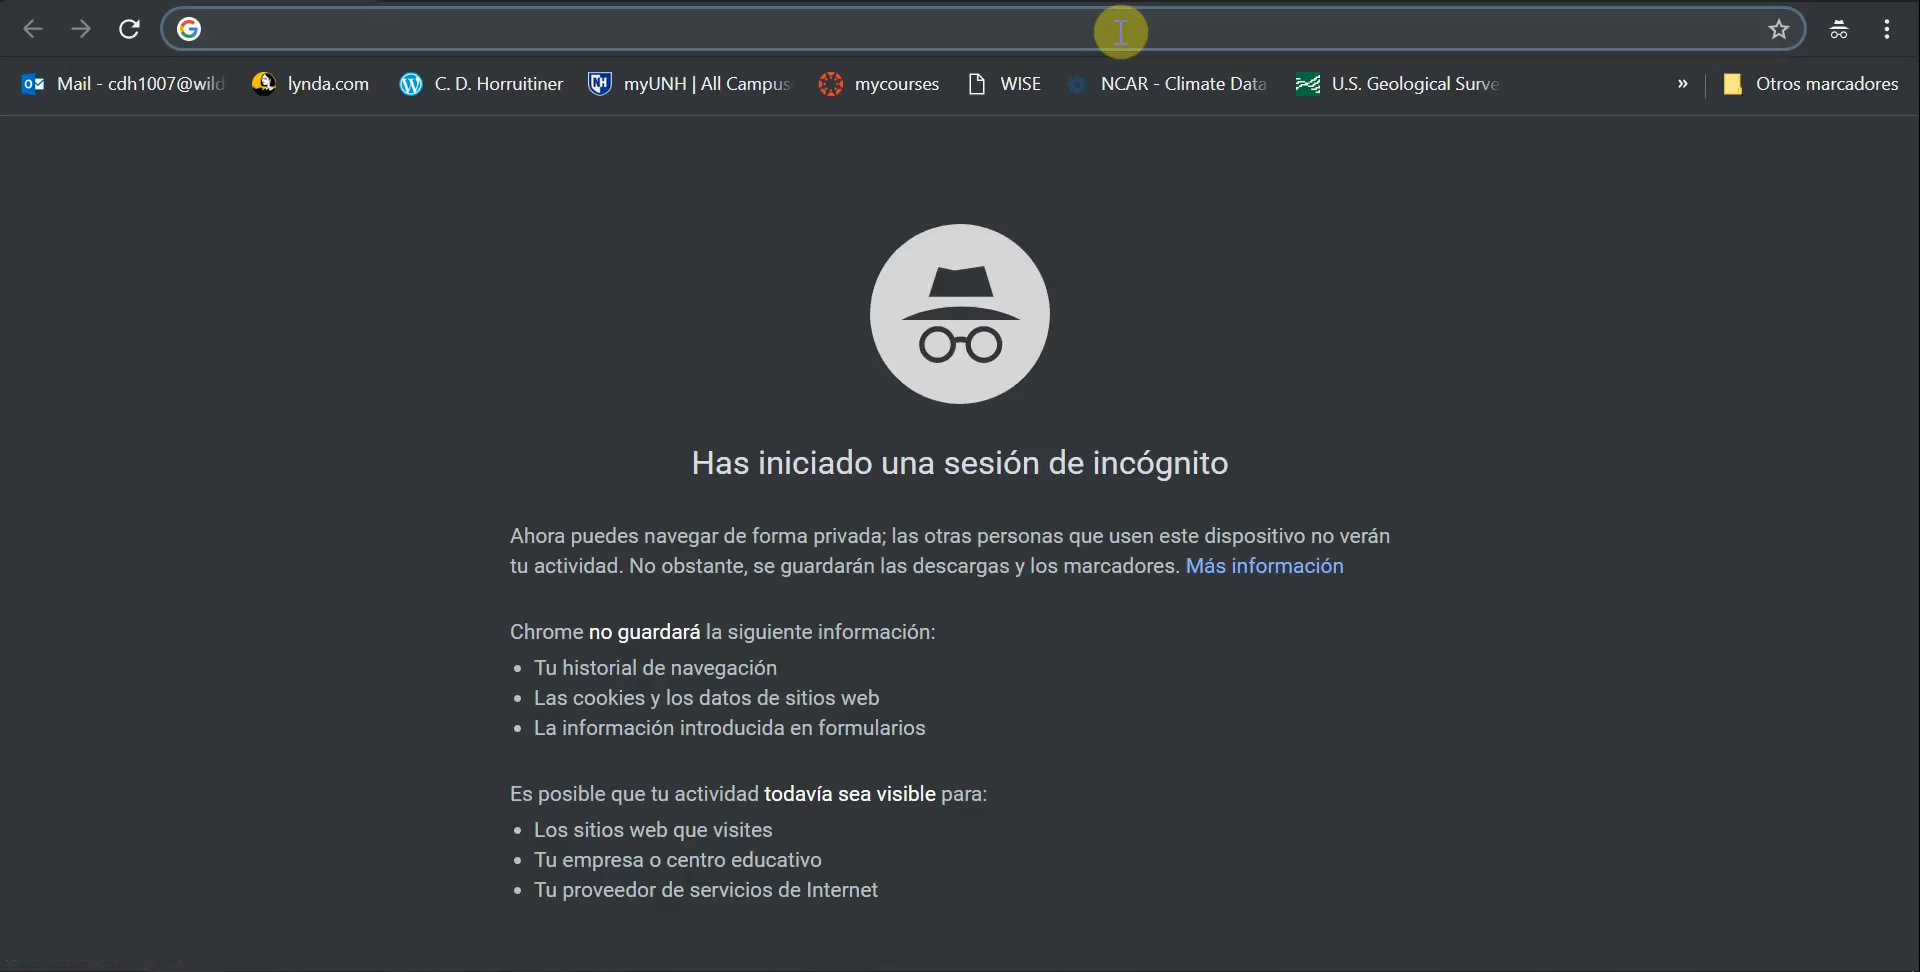 Mail - cdh1007@wild
lynda.com
C. D. Horruitiner
myUNH | All Campus
mycourses
WISE
NCAR - Climate Data
U.S. Geological Surve
»
Otros marcadores
Has iniciado una sesión de incógnito
Ahora puedes navegar de forma privada; las otras personas que usen este dispositivo no verán
tu actividad. No obstante, se guardarán las descargas y los marcadores. Más información
Chrome no guardará la siguiente información:
• Tu historial de navegación
• Las cookies y los datos de sitios web
• La información introducida en formularios
Es posible que tu actividad todavía sea visible para:
• Los sitios web que visites
• Tu empresa o centro educativo
• Tu proveedor de servicios de Internet